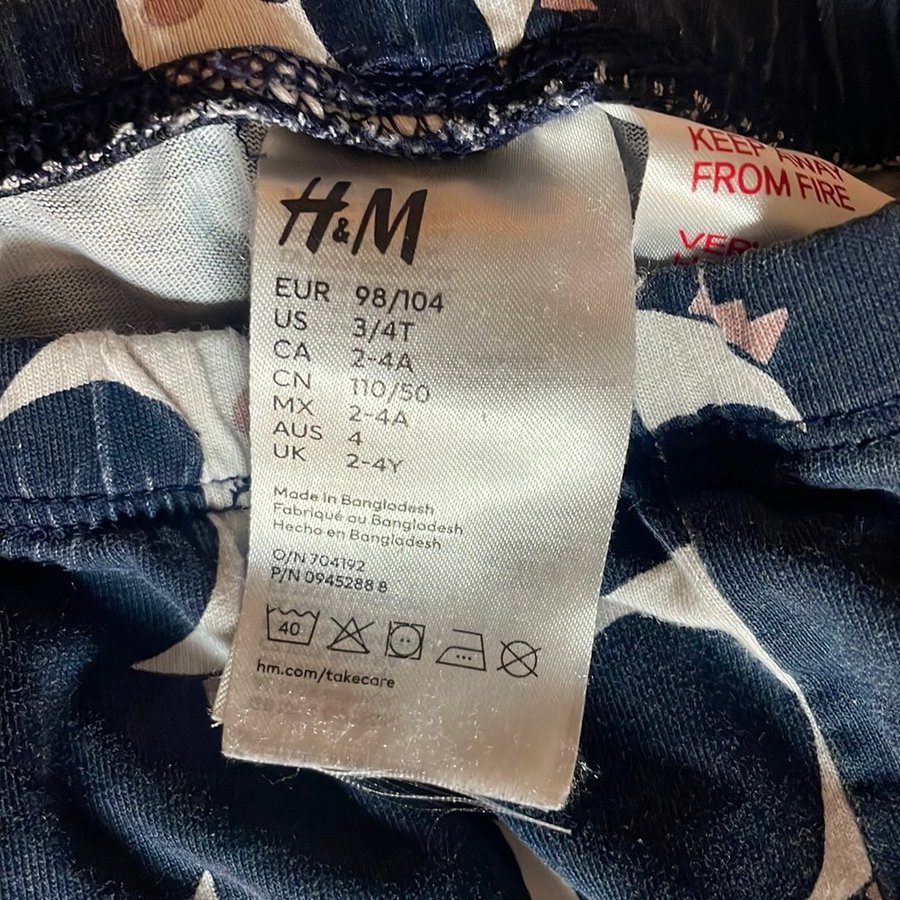 H&M
EUR 98/104
US 3/4T
CA 2-4A
CN 110/50
MX 2-4A
AUS 4
UK 2-4Y
Made in Bangladesh
Fabriqué au Bangladesh
Hecho en Bangladesh
O/N 704192
P/N 0945288 8
40
hm.com/takecare
KEEP AWAY
FROM FIRE